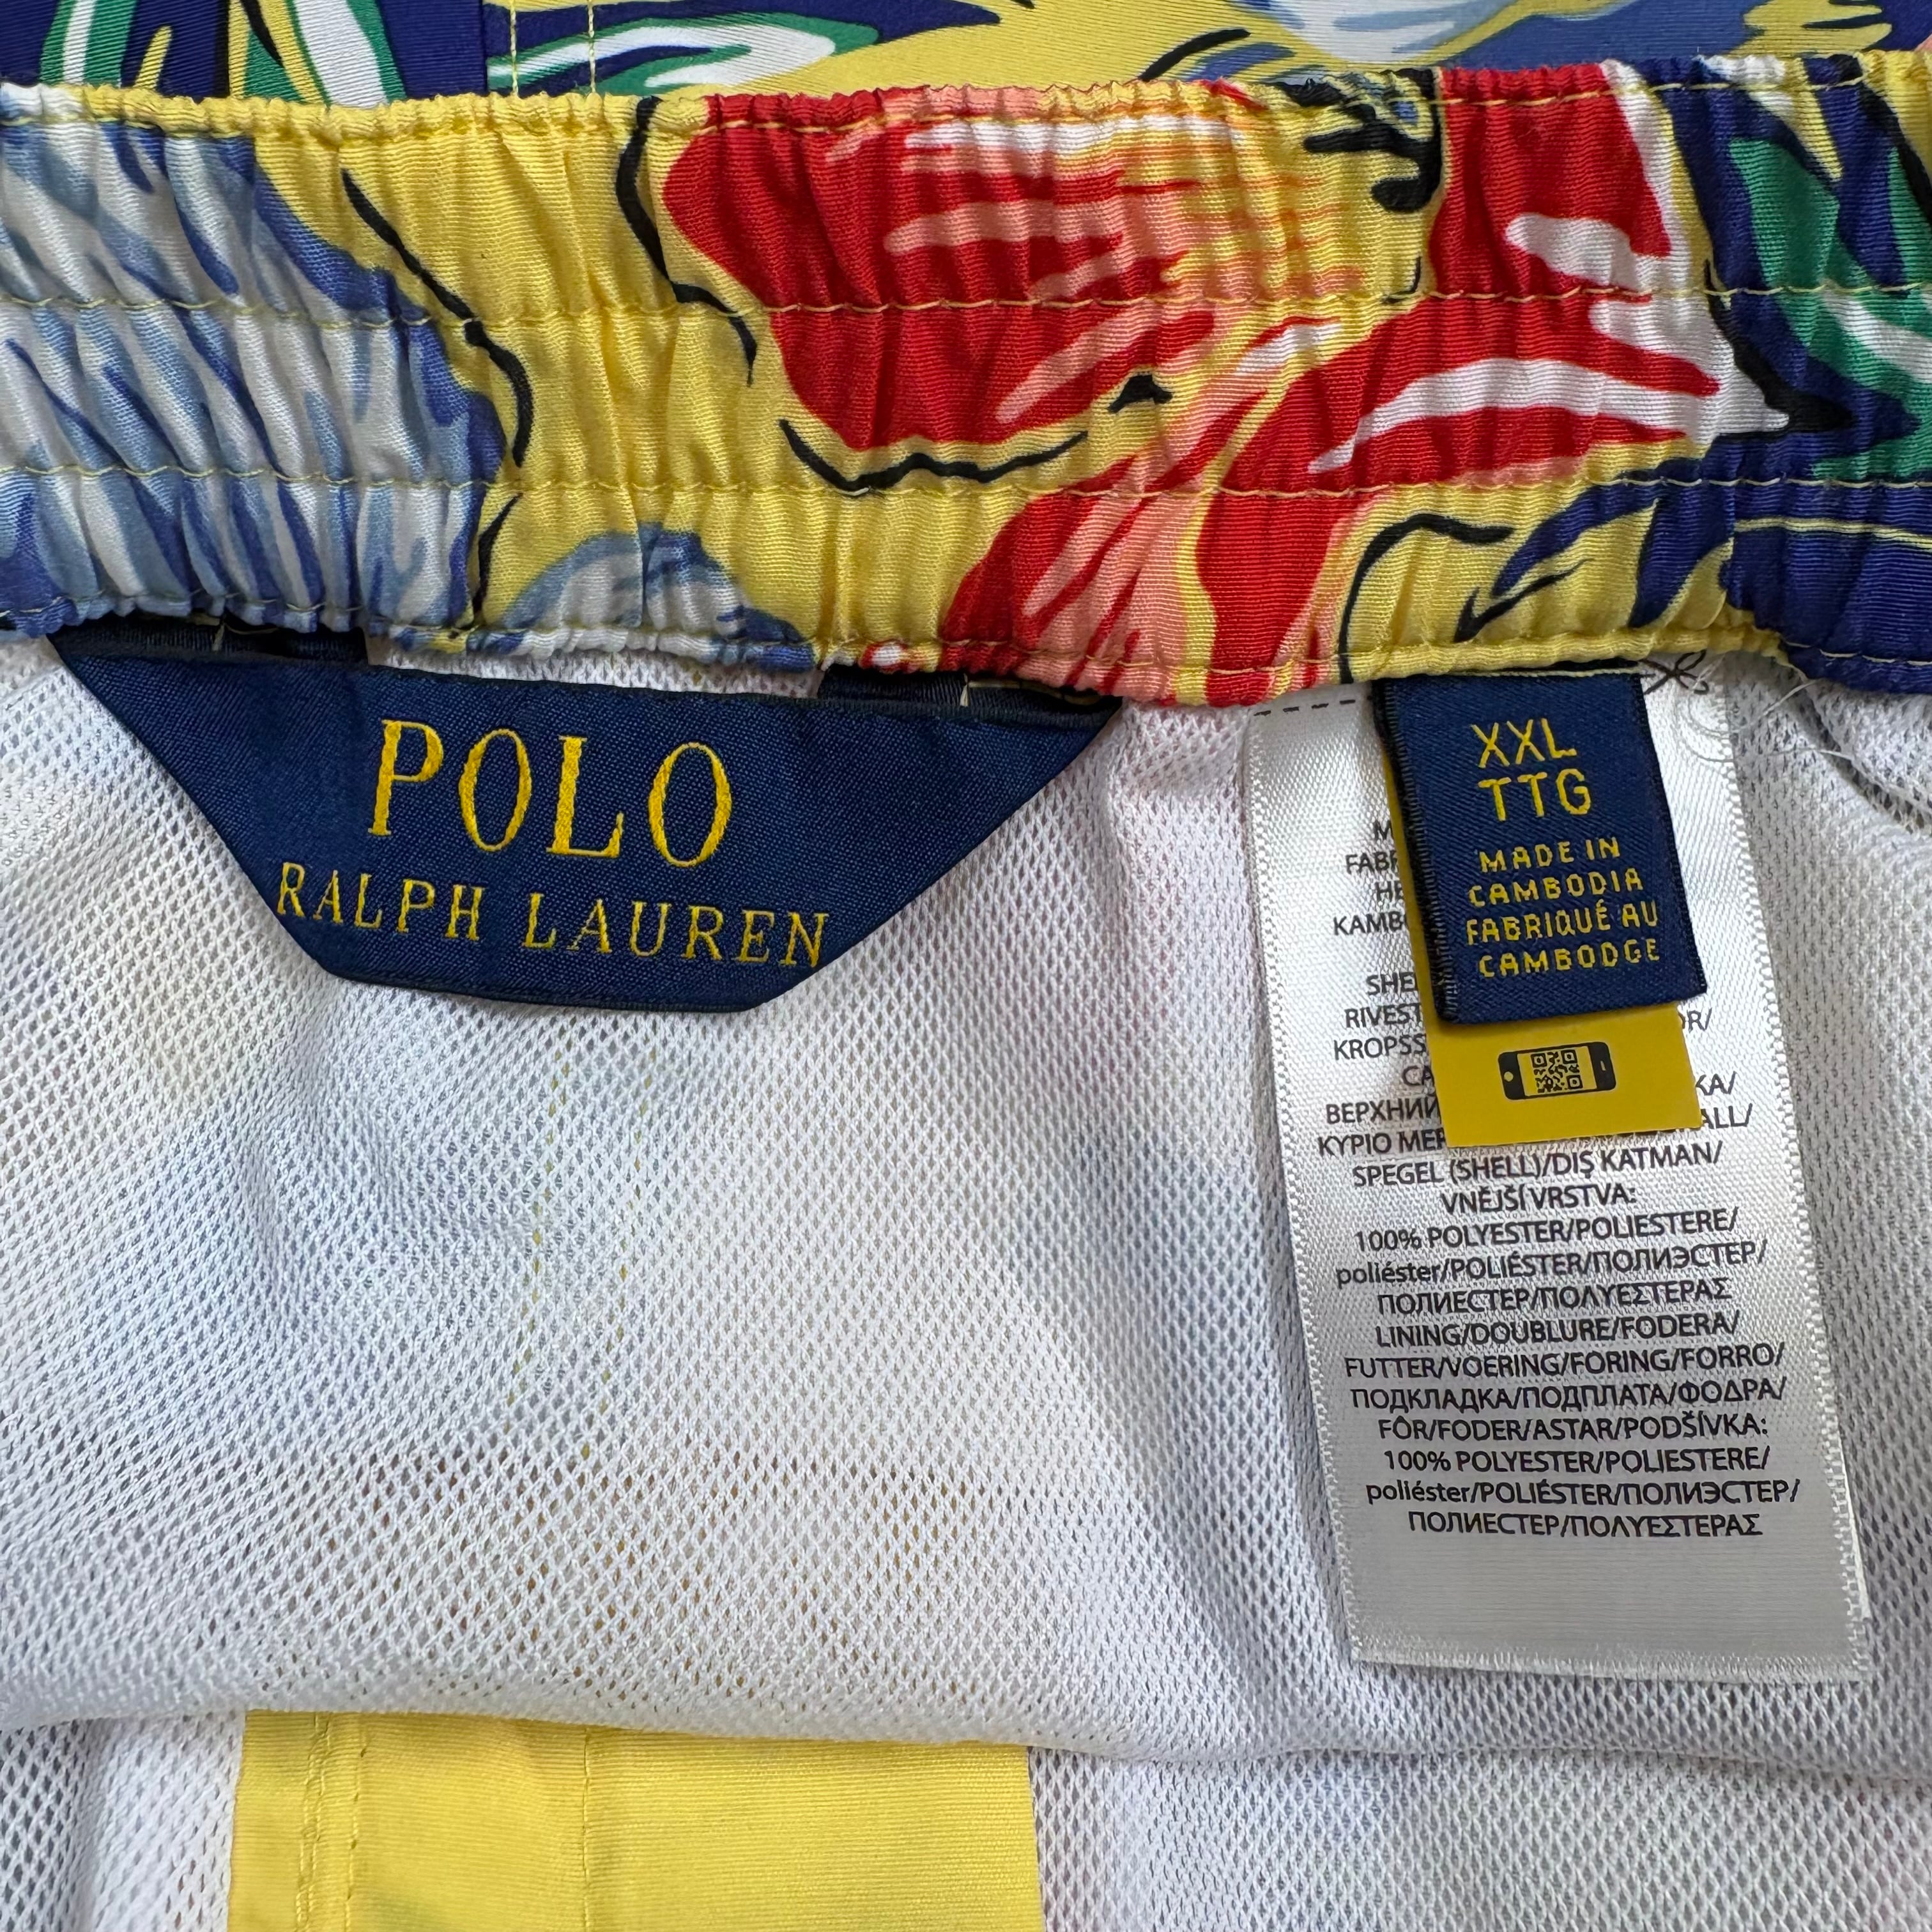 POLO
RALPH LAUREN
XXL
TTG
MADE IN
CAMBODIA
FABRIQUÉ AU
CAMBODGE
ВЕРХНИЙ
SPEGEL (SHELL)/DIŞ KATMAN/
VNĚJŠÍ VRSTVA:
100% POLYESTER/POLIESTERE/
poliéster/POLIÉSTER/ПОЛИЭСТЕР/
ПОЛИЕСТЕР/ΠΟΛΥΕΣΤΕΡΑΣ
LINING/DOUBLURE/FODERA/
FUTTER/VOERING/FORING/FORRO/
ПОДКЛАДКА/ПОДПЛАТА/ΦΟΔΡΑ/
FÔR/FODER/ASTAR/PODŠÍVKA:
100% POLYESTER/POLIESTERE/
poliéster/POLIÉSTER/ПОЛИЭСТЕР/
ПОЛИЕСТЕР/ΠΟΛΥΕΣΤΕΡΑΣ